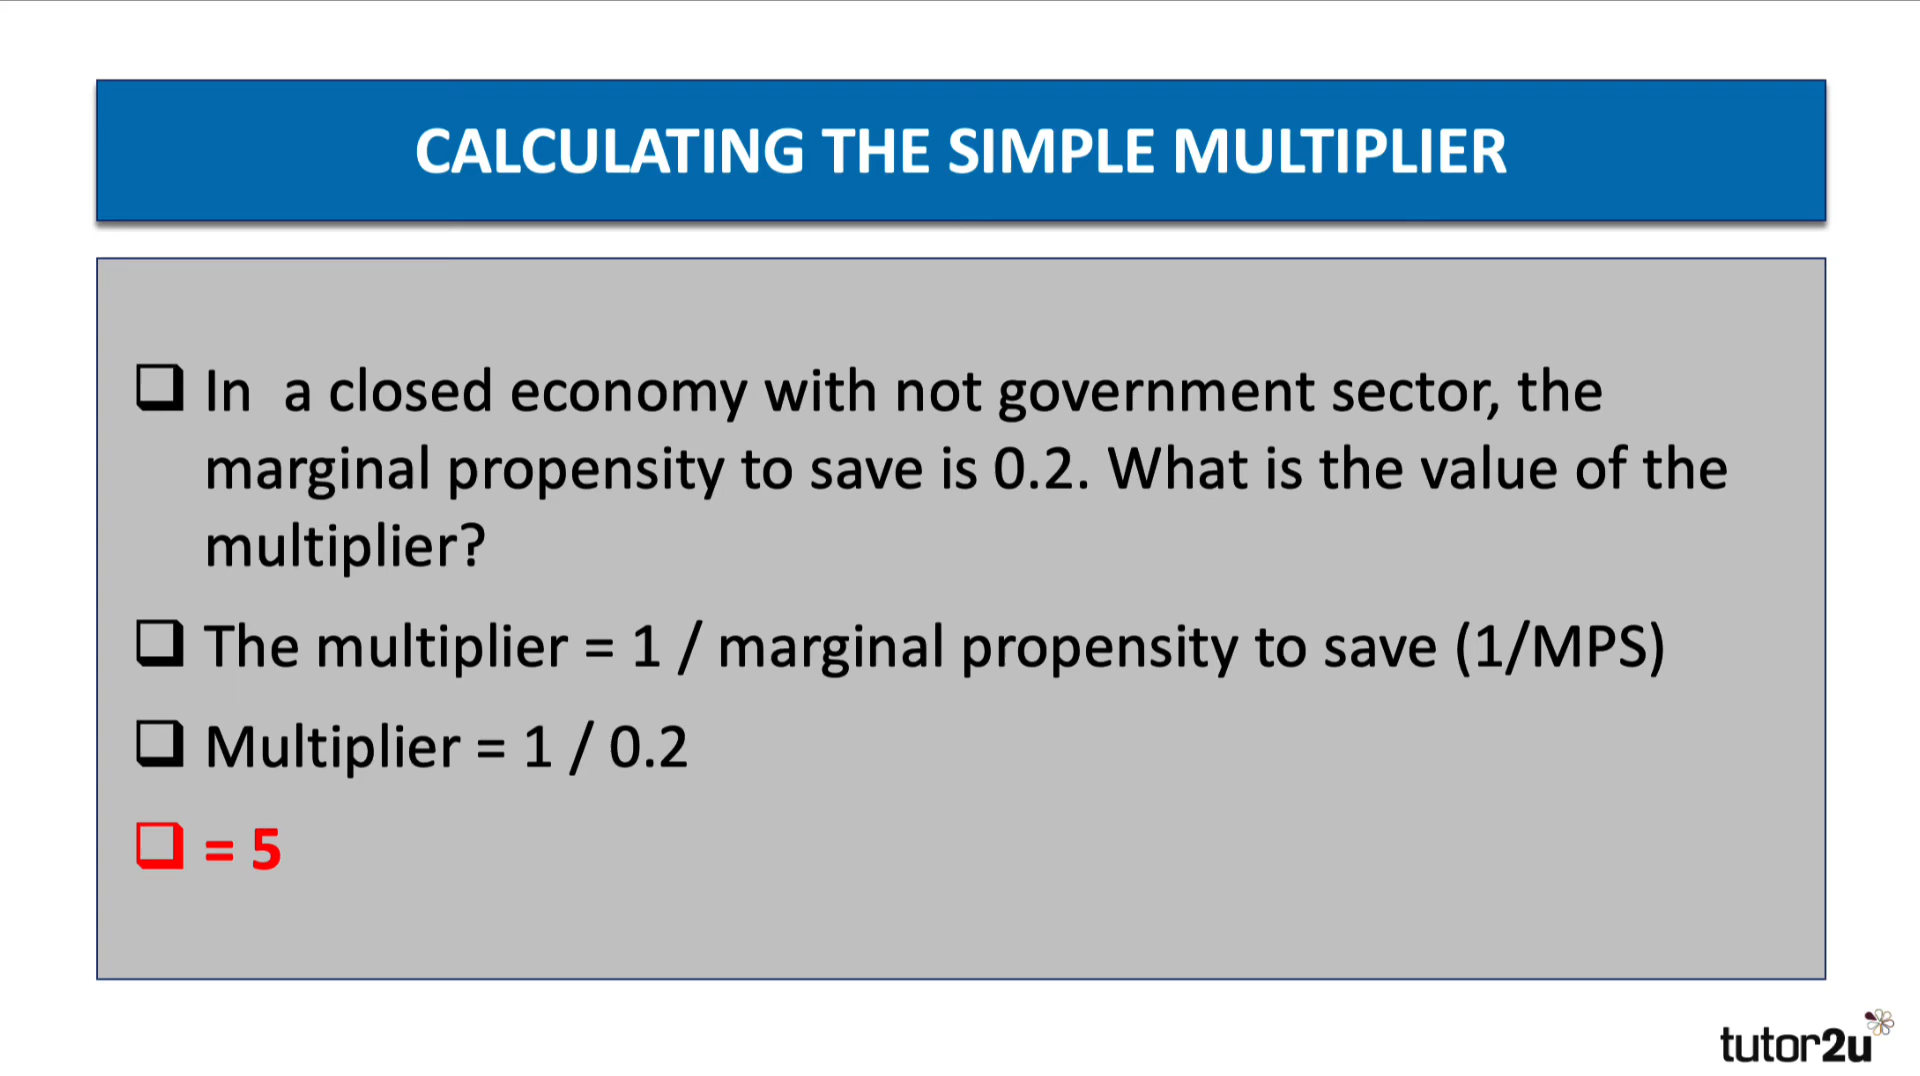 CALCULATING THE SIMPLE MULTIPLIER
In  a closed economy with not government sector, the
marginal propensity to save is 0.2. What is the value of the
multiplier?
The multiplier = 1 / marginal propensity to save (1/MPS)
Multiplier = 1 / 0.2
= 5
tutor2u